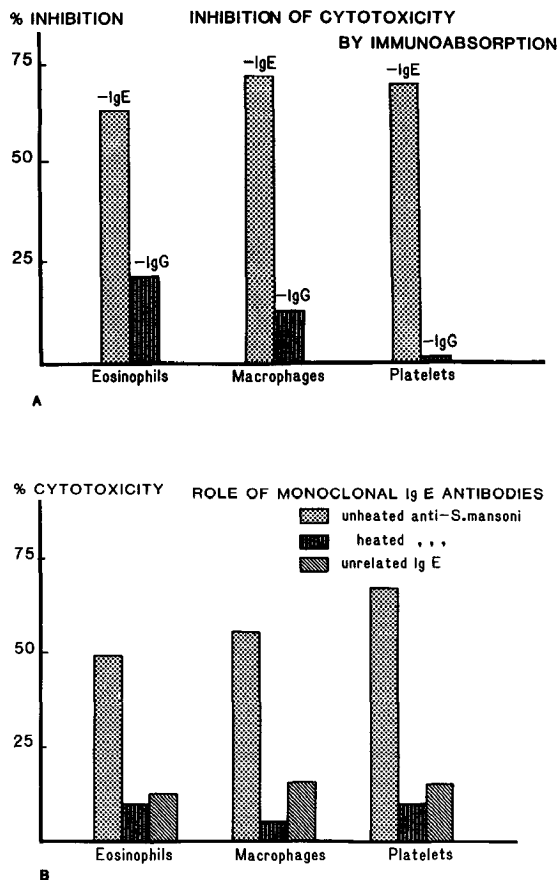 % INHIBITION INHIBITION OF CYTOTOXICITY
BY IMMUNOABSORPTION
75
50
25
-IgE
-IgG
-IgE
-IgG
-IgE
-IgG
Eosinophils Macrophages Platelets
A
% CYTOTOXICITY ROLE OF MONOCLONAL Ig E ANTIBODIES
unheated anti-S.mansoni
heated , , ,
unrelated Ig E
75
50
25
Eosinophils Macrophages Platelets
B